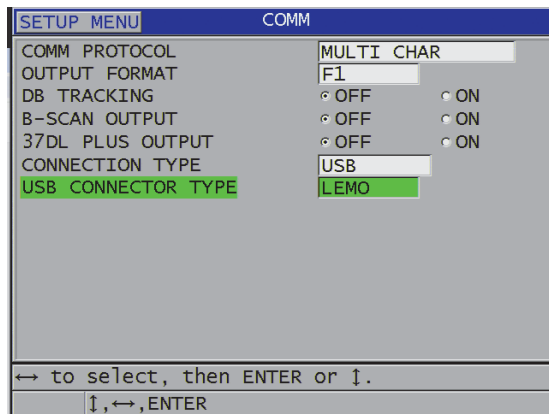 SETUP MENU COMM
COMM PROTOCOL MULTI CHAR
OUTPUT FORMAT F1
DB TRACKING OFF ON
B-SCAN OUTPUT OFF ON
37DL PLUS OUTPUT OFF ON
CONNECTION TYPE USB
USB CONNECTOR TYPE LEMO
↔ to select, then ENTER or ↕.
↕,↔,ENTER